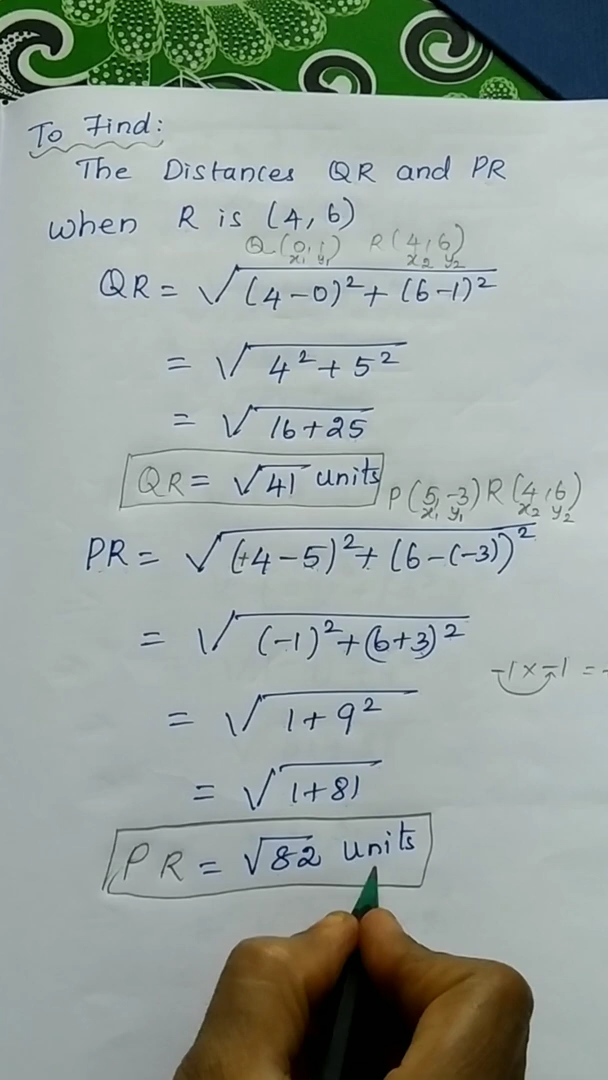 To Find:
The Distances QR and PR
when R is (4, 6)
Q(0, 1) R(4, 6)
x₁ y₁ x₂ y₂
QR = √(4-0)² + (6-1)²
= √4² + 5²
= √16+25
QR = √41 units
P(5, -3) R(4, 6)
x₁ y₁ x₂ y₂
PR = √(+4-5)² + (6-(-3))²
= √(-1)² + (6+3)²
-1 × -1 =
= √1 + 9²
= √1+81
PR = √82 units